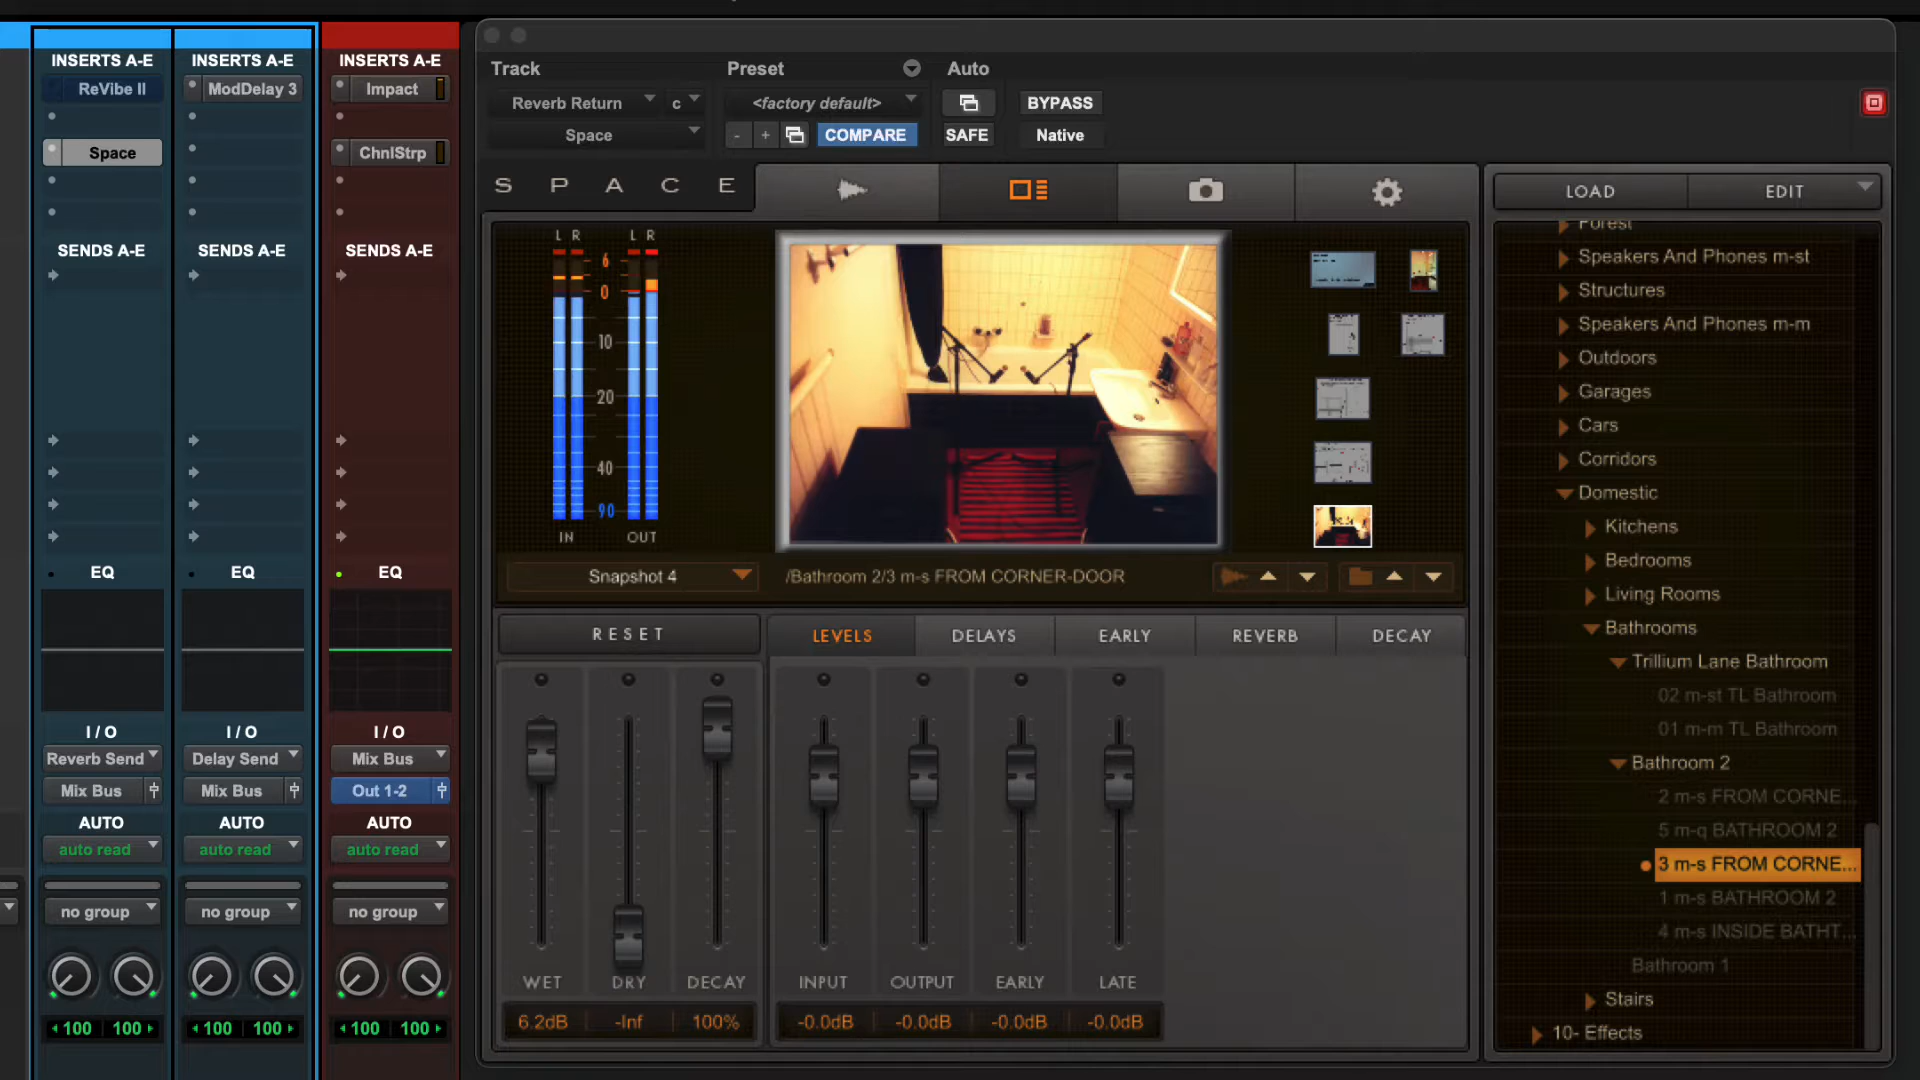 INSERTS A-E
INSERTS A-E
INSERTS A-E
ReVibe II
ModDelay 3
Impact
Space
ChnlStrp
SENDS A-E
SENDS A-E
SENDS A-E
EQ
EQ
EQ
I / O
I / O
I / O
Reverb Send
Delay Send
Mix Bus
Mix Bus
Mix Bus
Out 1-2
AUTO
AUTO
AUTO
auto read
auto read
auto read
no group
no group
no group
100 100
100 100
100 100
Track
Preset
Auto
Reverb Return
c
<factory default>
BYPASS
Space
- +
COMPARE
SAFE
Native
S P A C E
L R
L R
6
0
10
20
40
90
IN
OUT
Snapshot 4
/Bathroom 2/3 m-s FROM CORNER-DOOR
RESET
LEVELS
DELAYS
EARLY
REVERB
DECAY
WET
DRY
DECAY
INPUT
OUTPUT
EARLY
LATE
6.2dB
-Inf
100%
-0.0dB
-0.0dB
-0.0dB
-0.0dB
LOAD
EDIT
Forest
Speakers And Phones m-st
Structures
Speakers And Phones m-m
Outdoors
Garages
Cars
Corridors
Domestic
Kitchens
Bedrooms
Living Rooms
Bathrooms
Trillium Lane Bathroom
02 m-st TL Bathroom
01 m-m TL Bathroom
Bathroom 2
2 m-s FROM CORNE...
5 m-q BATHROOM 2
3 m-s FROM CORNE...
1 m-s BATHROOM 2
4 m-s INSIDE BATHT...
Bathroom 1
Stairs
10- Effects